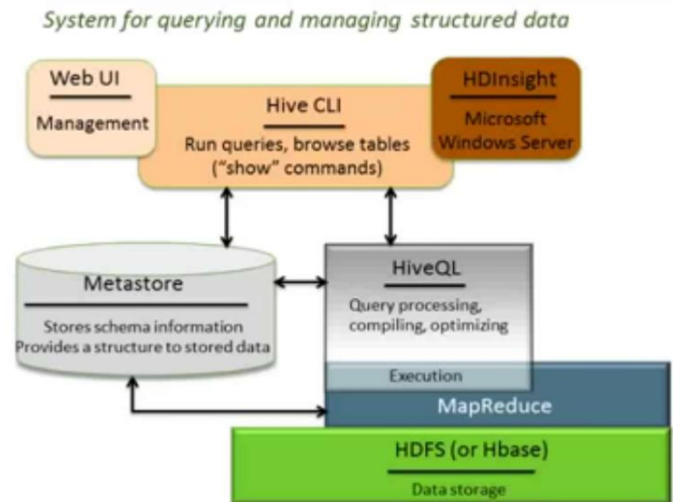 System for querying and managing structured data
Web UI
Management
Hive CLI
Run queries, browse tables
(“show” commands)
HDInsight
Microsoft
Windows Server
Metastore
Stores schema information
Provides a structure to stored data
HiveQL
Query processing,
compiling, optimizing
Execution
MapReduce
HDFS (or Hbase)
Data storage